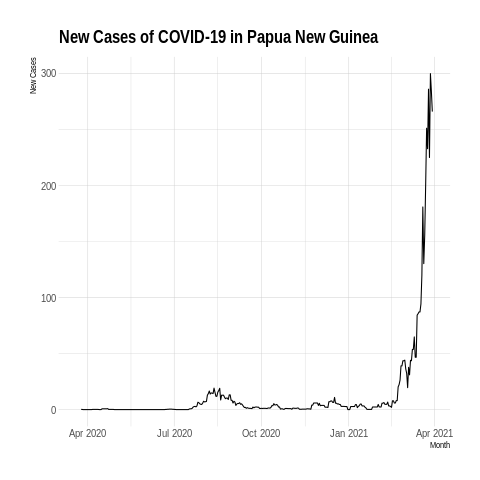 New Cases of COVID-19 in Papua New Guinea
New Cases
300
200
100
0
Apr 2020 Jul 2020 Oct 2020 Jan 2021 Apr 2021
Month